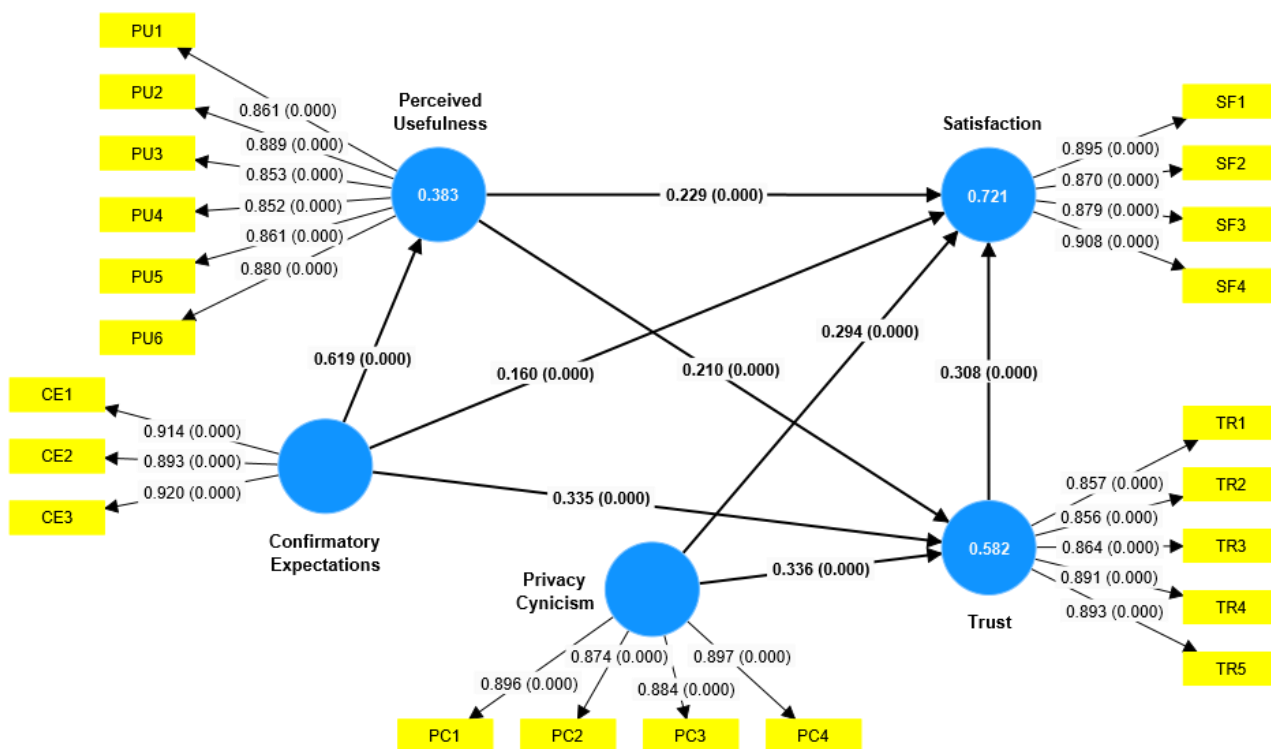 PU1
PU2
PU3
PU4
PU5
PU6
0.861 (0.000)
0.889 (0.000)
0.853 (0.000)
0.852 (0.000)
0.861 (0.000)
0.880 (0.000)
Perceived
Usefulness
0.383
Satisfaction
0.721
SF1
SF2
SF3
SF4
0.895 (0.000)
0.870 (0.000)
0.879 (0.000)
0.908 (0.000)
0.229 (0.000)
0.619 (0.000)
0.160 (0.000)
0.210 (0.000)
0.294 (0.000)
0.308 (0.000)
CE1
CE2
CE3
0.914 (0.000)
0.893 (0.000)
0.920 (0.000)
Confirmatory
Expectations
0.335 (0.000)
0.336 (0.000)
Privacy
Cynicism
0.896 (0.000)
0.874 (0.000)
0.884 (0.000)
0.897 (0.000)
PC1
PC2
PC3
PC4
0.582
Trust
0.857 (0.000)
0.856 (0.000)
0.864 (0.000)
0.891 (0.000)
0.893 (0.000)
TR1
TR2
TR3
TR4
TR5